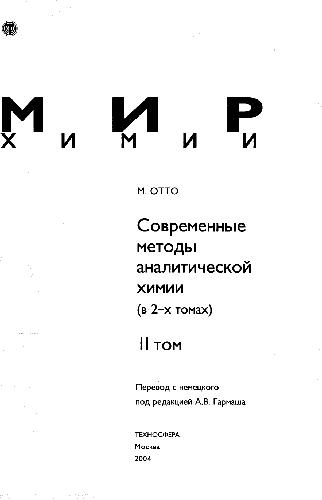 МИР
ХИМИИ
М. ОТТО
Современные
методы
аналитической
химии
(в 2-х томах)
II том
Перевод с немецкого
под редакцией А.В. Гармаша
ТЕХНОСФЕРА
Москва
2004